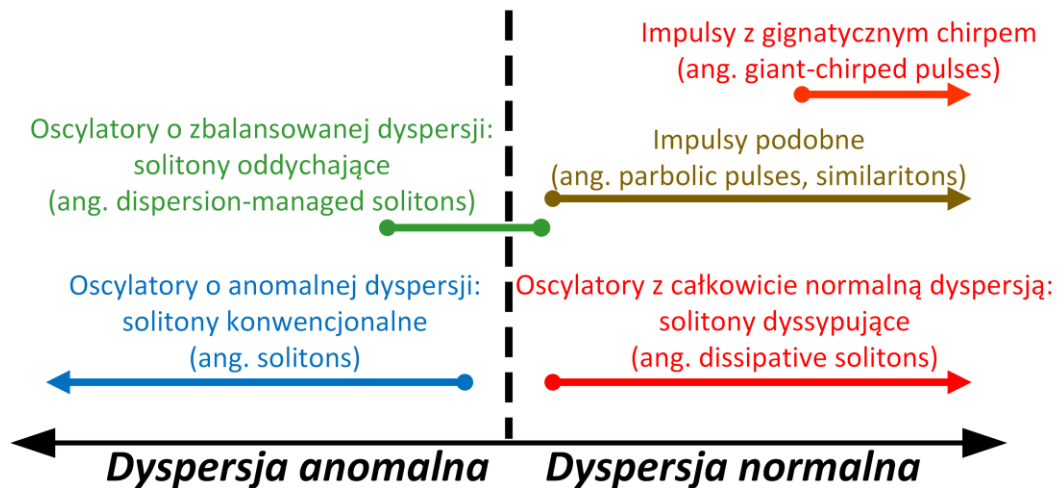 Impulsy z gignatycznym chirpem
(ang. giant-chirped pulses)
Oscylatory o zbalansowanej dyspersji:
solitony oddychające
(ang. dispersion-managed solitons)
Impulsy podobne
(ang. parbolic pulses, similaritons)
Oscylatory o anomalnej dyspersji:
solitony konwencjonalne
(ang. solitons)
Oscylatory z całkowicie normalną dyspersją:
solitony dyssypujące
(ang. dissipative solitons)
Dyspersja anomalna
Dyspersja normalna